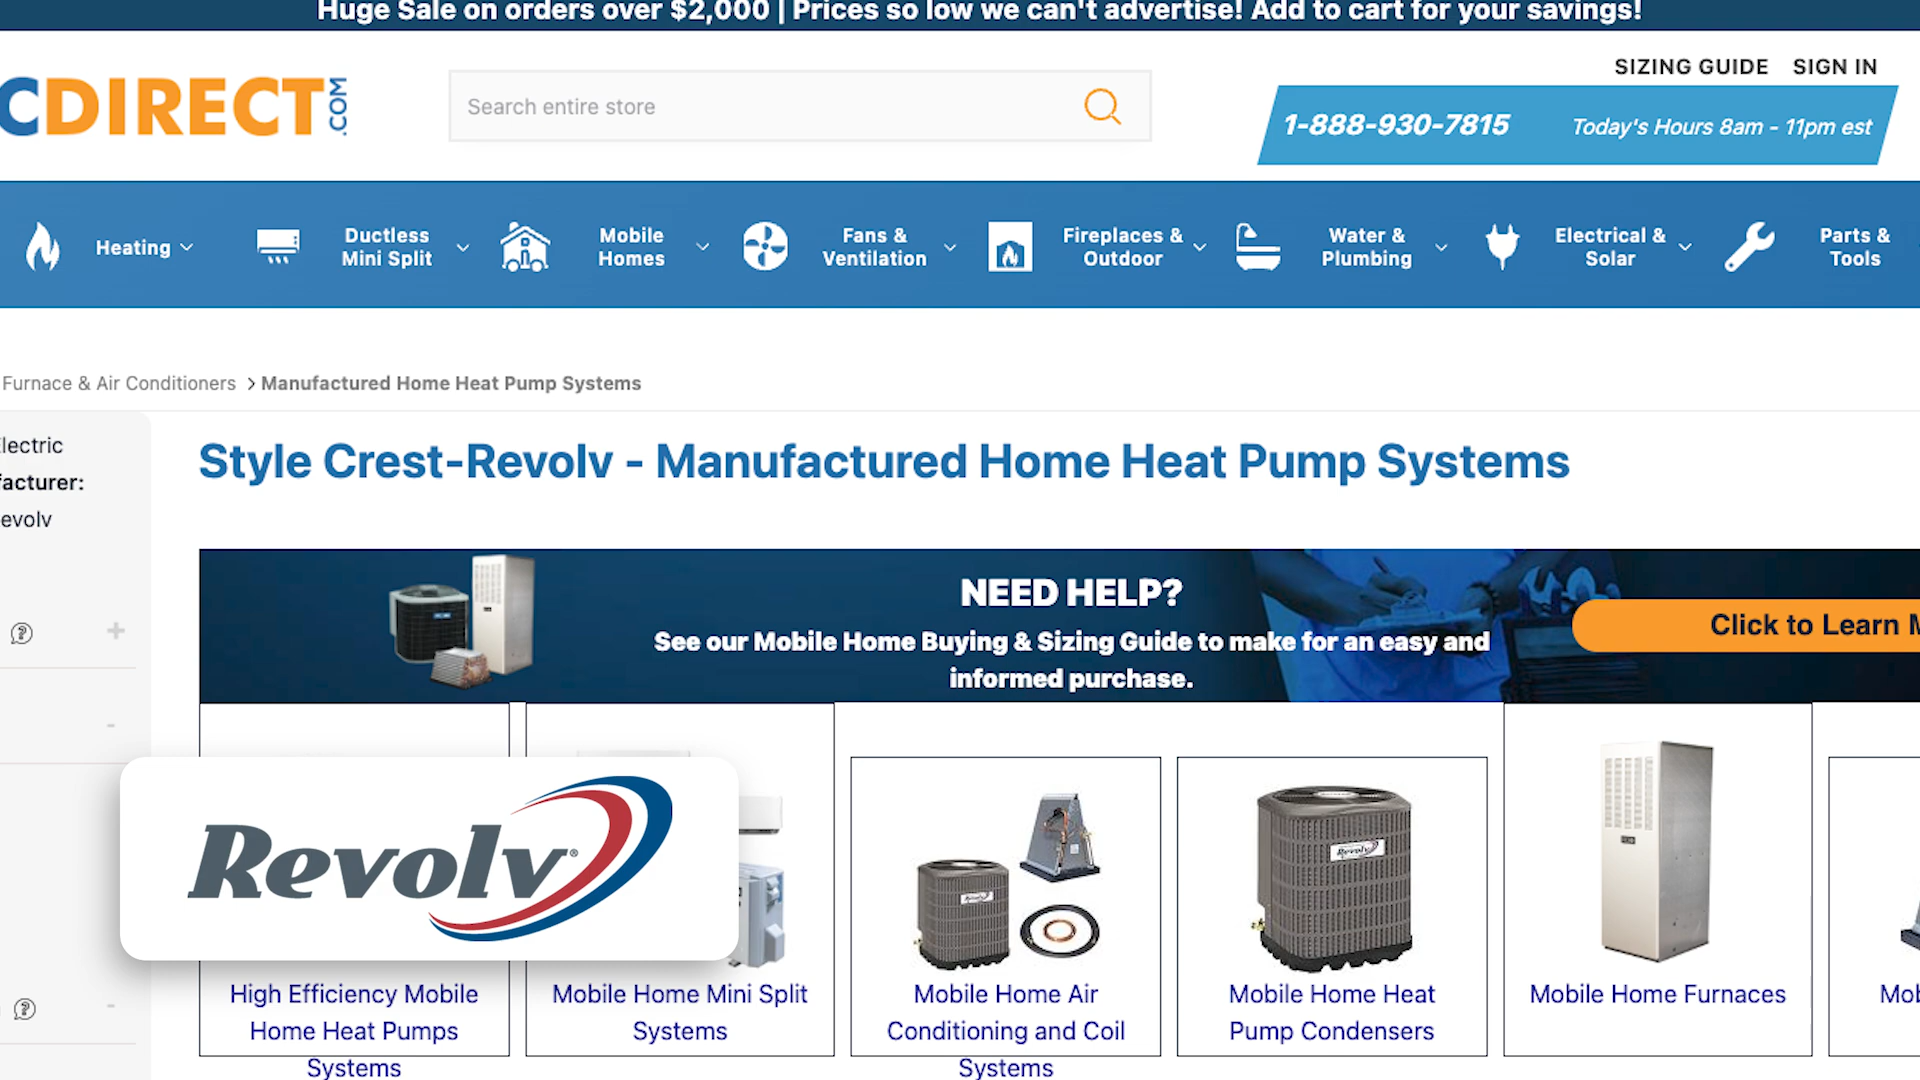 Huge Sale on orders over $2,000 | Prices so low we can't advertise! Add to cart for your savings!
SIZING GUIDE SIGN IN
CDIRECT.COM
Search entire store
1-888-930-7815 Today's Hours 8am - 11pm est
Heating
Ductless
Mini Split
Mobile
Homes
Fans &
Ventilation
Fireplaces &
Outdoor
Water &
Plumbing
Electrical &
Solar
Parts &
Tools
Furnace & Air Conditioners > Manufactured Home Heat Pump Systems
lectric
facturer:
evolv
Style Crest-Revolv - Manufactured Home Heat Pump Systems
NEED HELP?
See our Mobile Home Buying & Sizing Guide to make for an easy and
informed purchase.
Click to Learn M
Revolv®
Revolv
Revolv
High Efficiency Mobile
Home Heat Pumps
Systems
Mobile Home Mini Split
Systems
Mobile Home Air
Conditioning and Coil
Systems
Mobile Home Heat
Pump Condensers
Mobile Home Furnaces
Mob